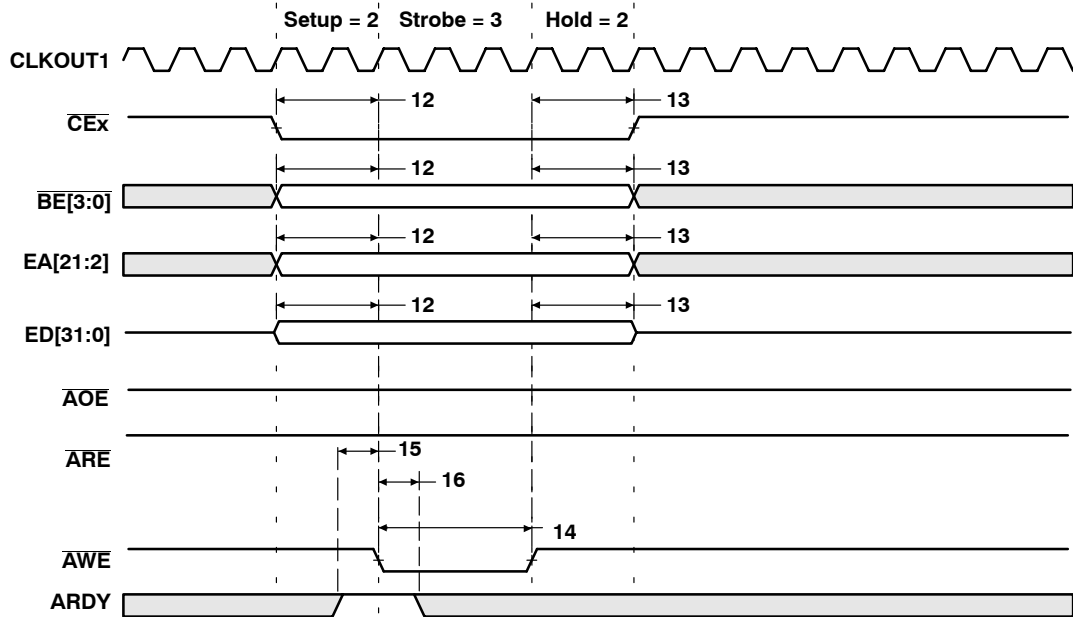 Setup = 2 Strobe = 3 Hold = 2
CLKOUT1
12 13
CEx
12 13
BE[3:0]
12 13
EA[21:2]
12 13
ED[31:0]
AOE
15
ARE
16
14
AWE
ARDY